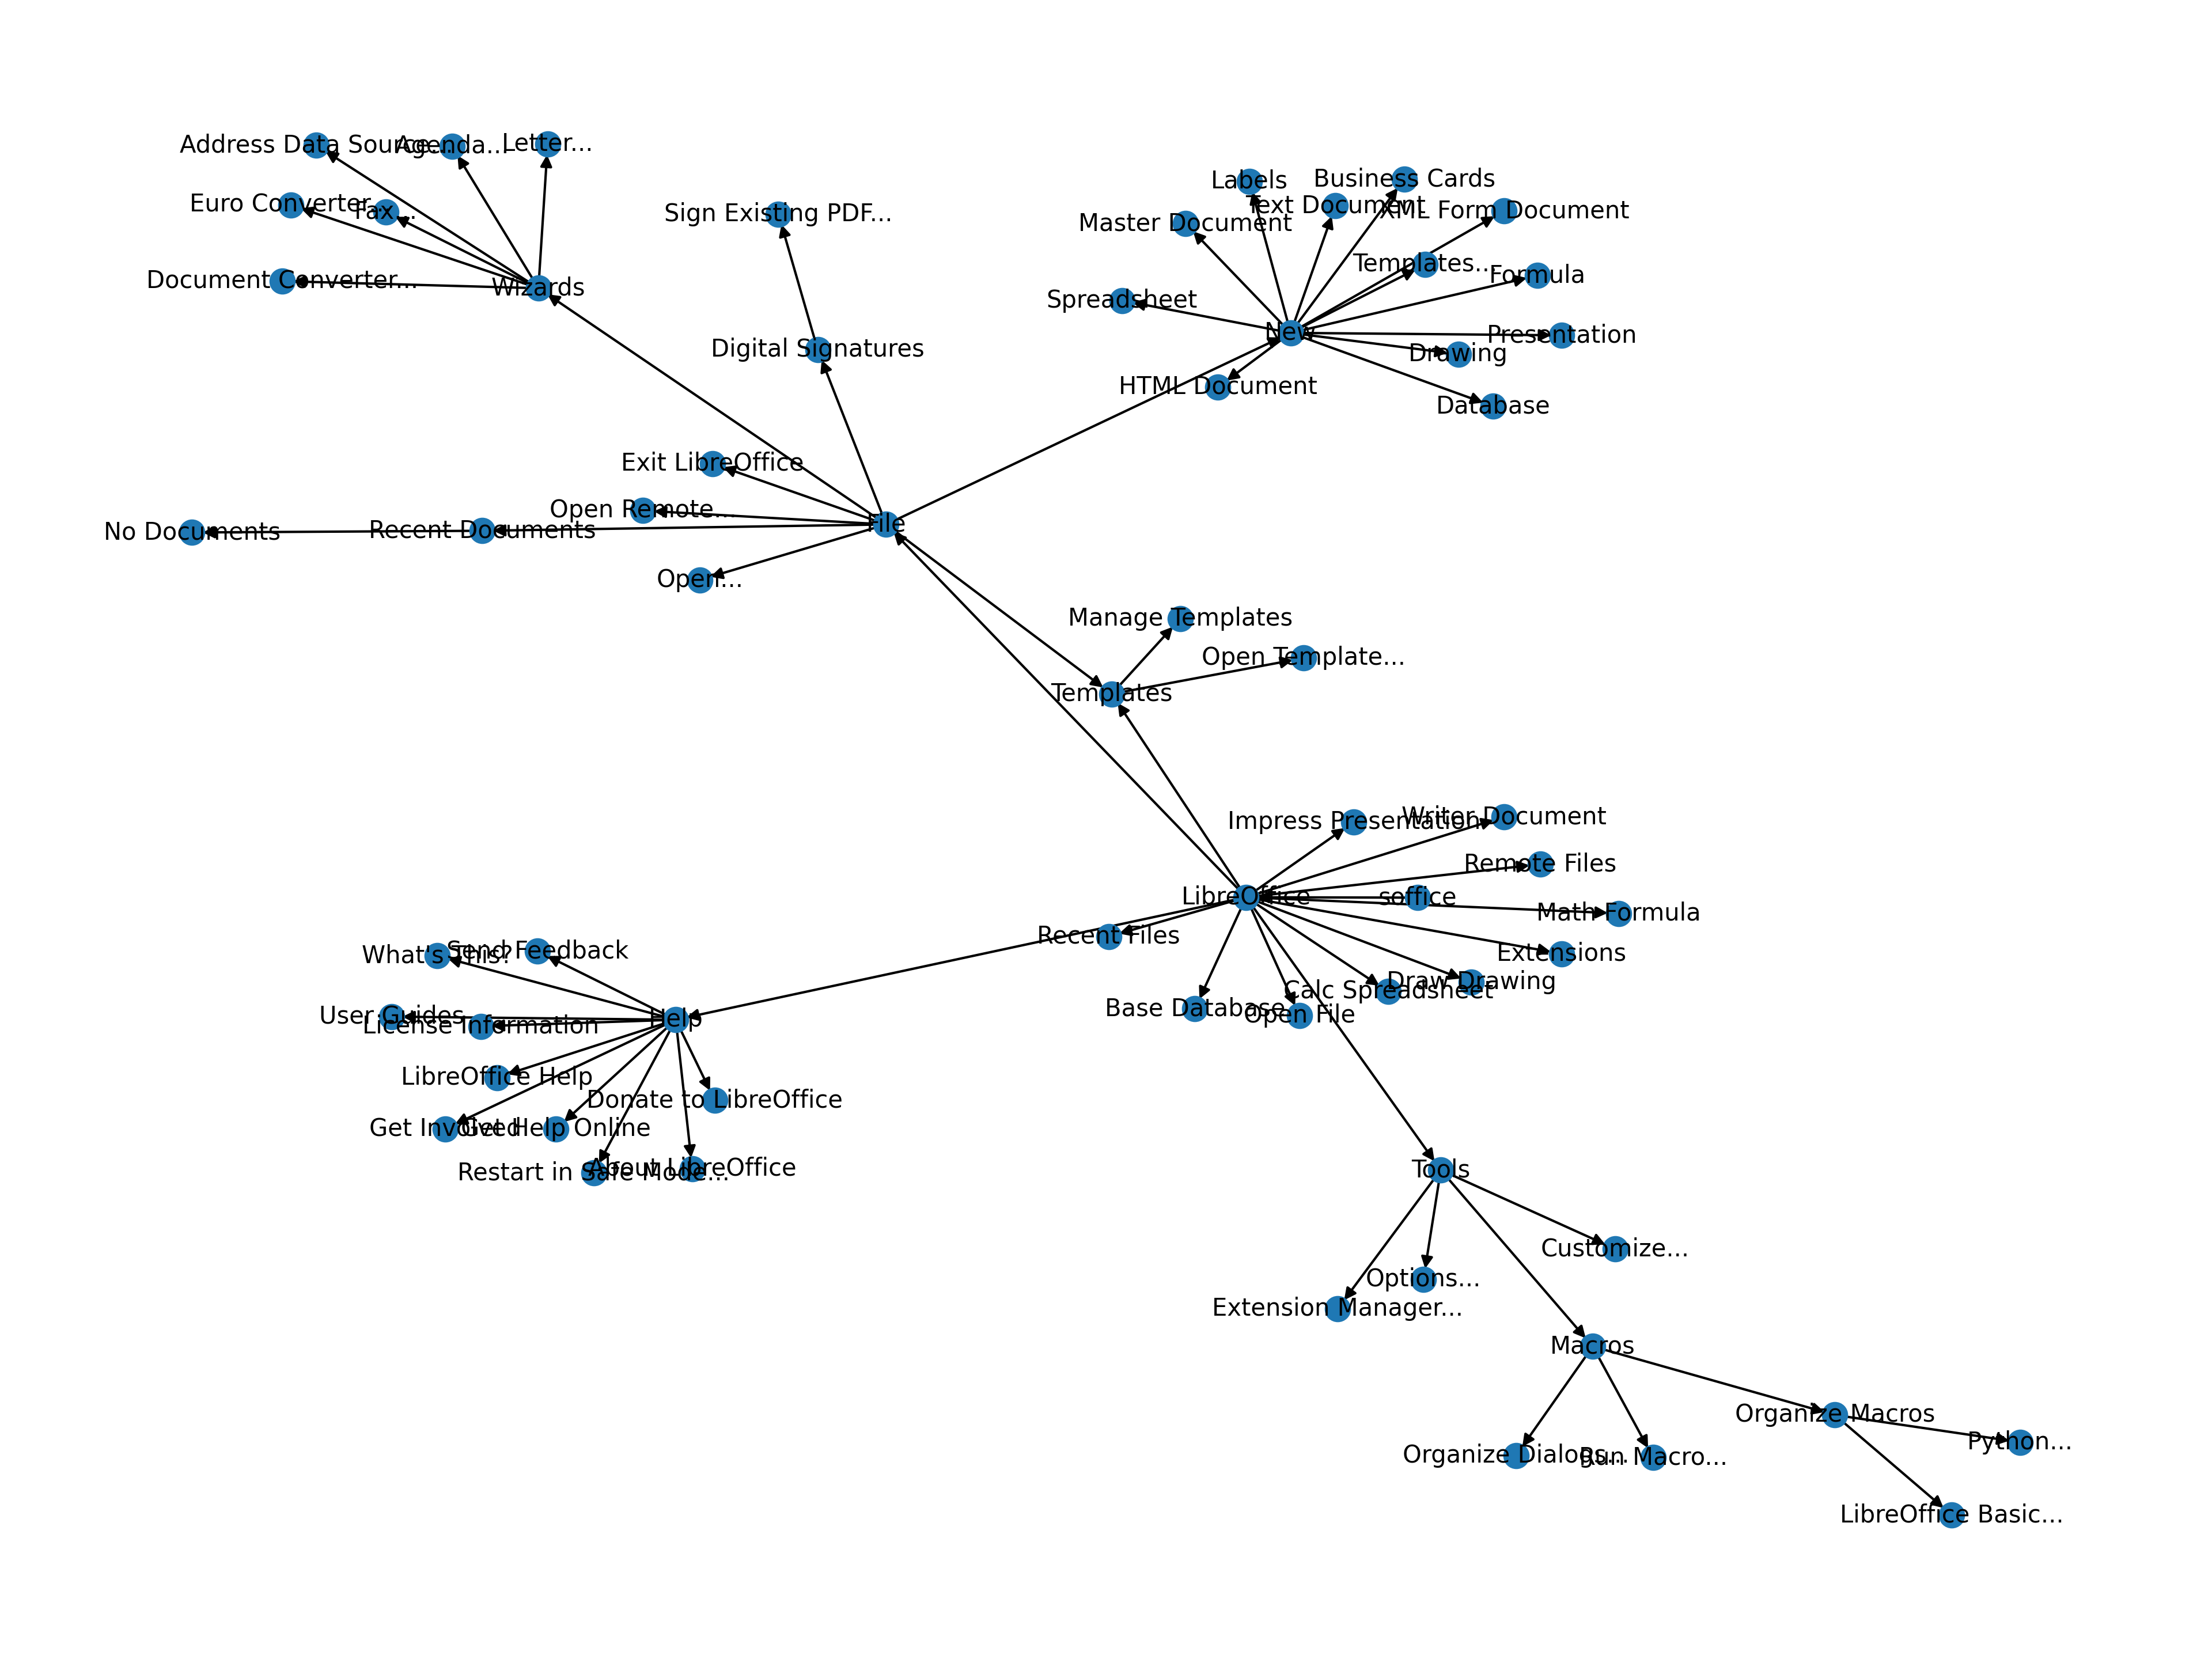 Address Data Source...
Agenda...
Letter...
Euro Converter...
Fax...
Document Converter...
Wizards
Sign Existing PDF...
Digital Signatures
Labels
Business Cards
Text Document
XML Form Document
Master Document
Templates...
Formula
Spreadsheet
New
Presentation
Drawing
HTML Document
Database
Exit LibreOffice
Open Remote...
File
No Documents
Recent Documents
Open...
Manage Templates
Open Template...
Templates
Impress Presentation
Writer Document
Remote Files
LibreOffice
soffice
Math Formula
Recent Files
Extensions
Draw Drawing
Calc Spreadsheet
Base Database
Open File
What's This?
Send Feedback
User Guides
License Information
Help
LibreOffice Help
Donate to LibreOffice
Get Involved
Get Help Online
Restart in Safe Mode...
About LibreOffice
Tools
Customize...
Options...
Extension Manager...
Macros
Organize Macros
Organize Dialogs...
Run Macro...
Python...
LibreOffice Basic...